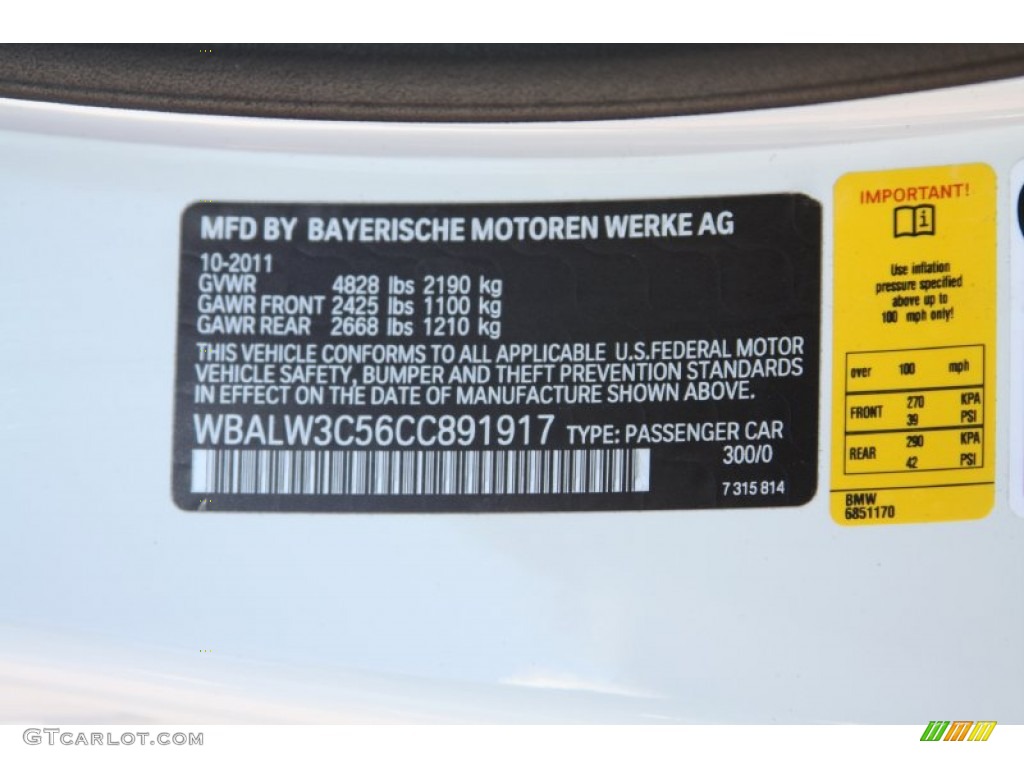 MFD BY BAYERISCHE MOTOREN WERKE AG
10-2011
GVWR 4828 lbs 2190 kg
GAWR FRONT 2425 lbs 1100 kg
GAWR REAR 2668 lbs 1210 kg
THIS VEHICLE CONFORMS TO ALL APPLICABLE U.S.FEDERAL MOTOR
VEHICLE SAFETY, BUMPER AND THEFT PREVENTION STANDARDS
IN EFFECT ON THE DATE OF MANUFACTURE SHOWN ABOVE.
WBALW3C56CC891917 TYPE: PASSENGER CAR
300/0
7 315 814
IMPORTANT!
i
Use inflation
pressure specified
above up to
100 mph only!
over 100 mph
FRONT 270 KPA
39 PSI
REAR 290 KPA
42 PSI
BMW
6851170
GTCARLOT.COM